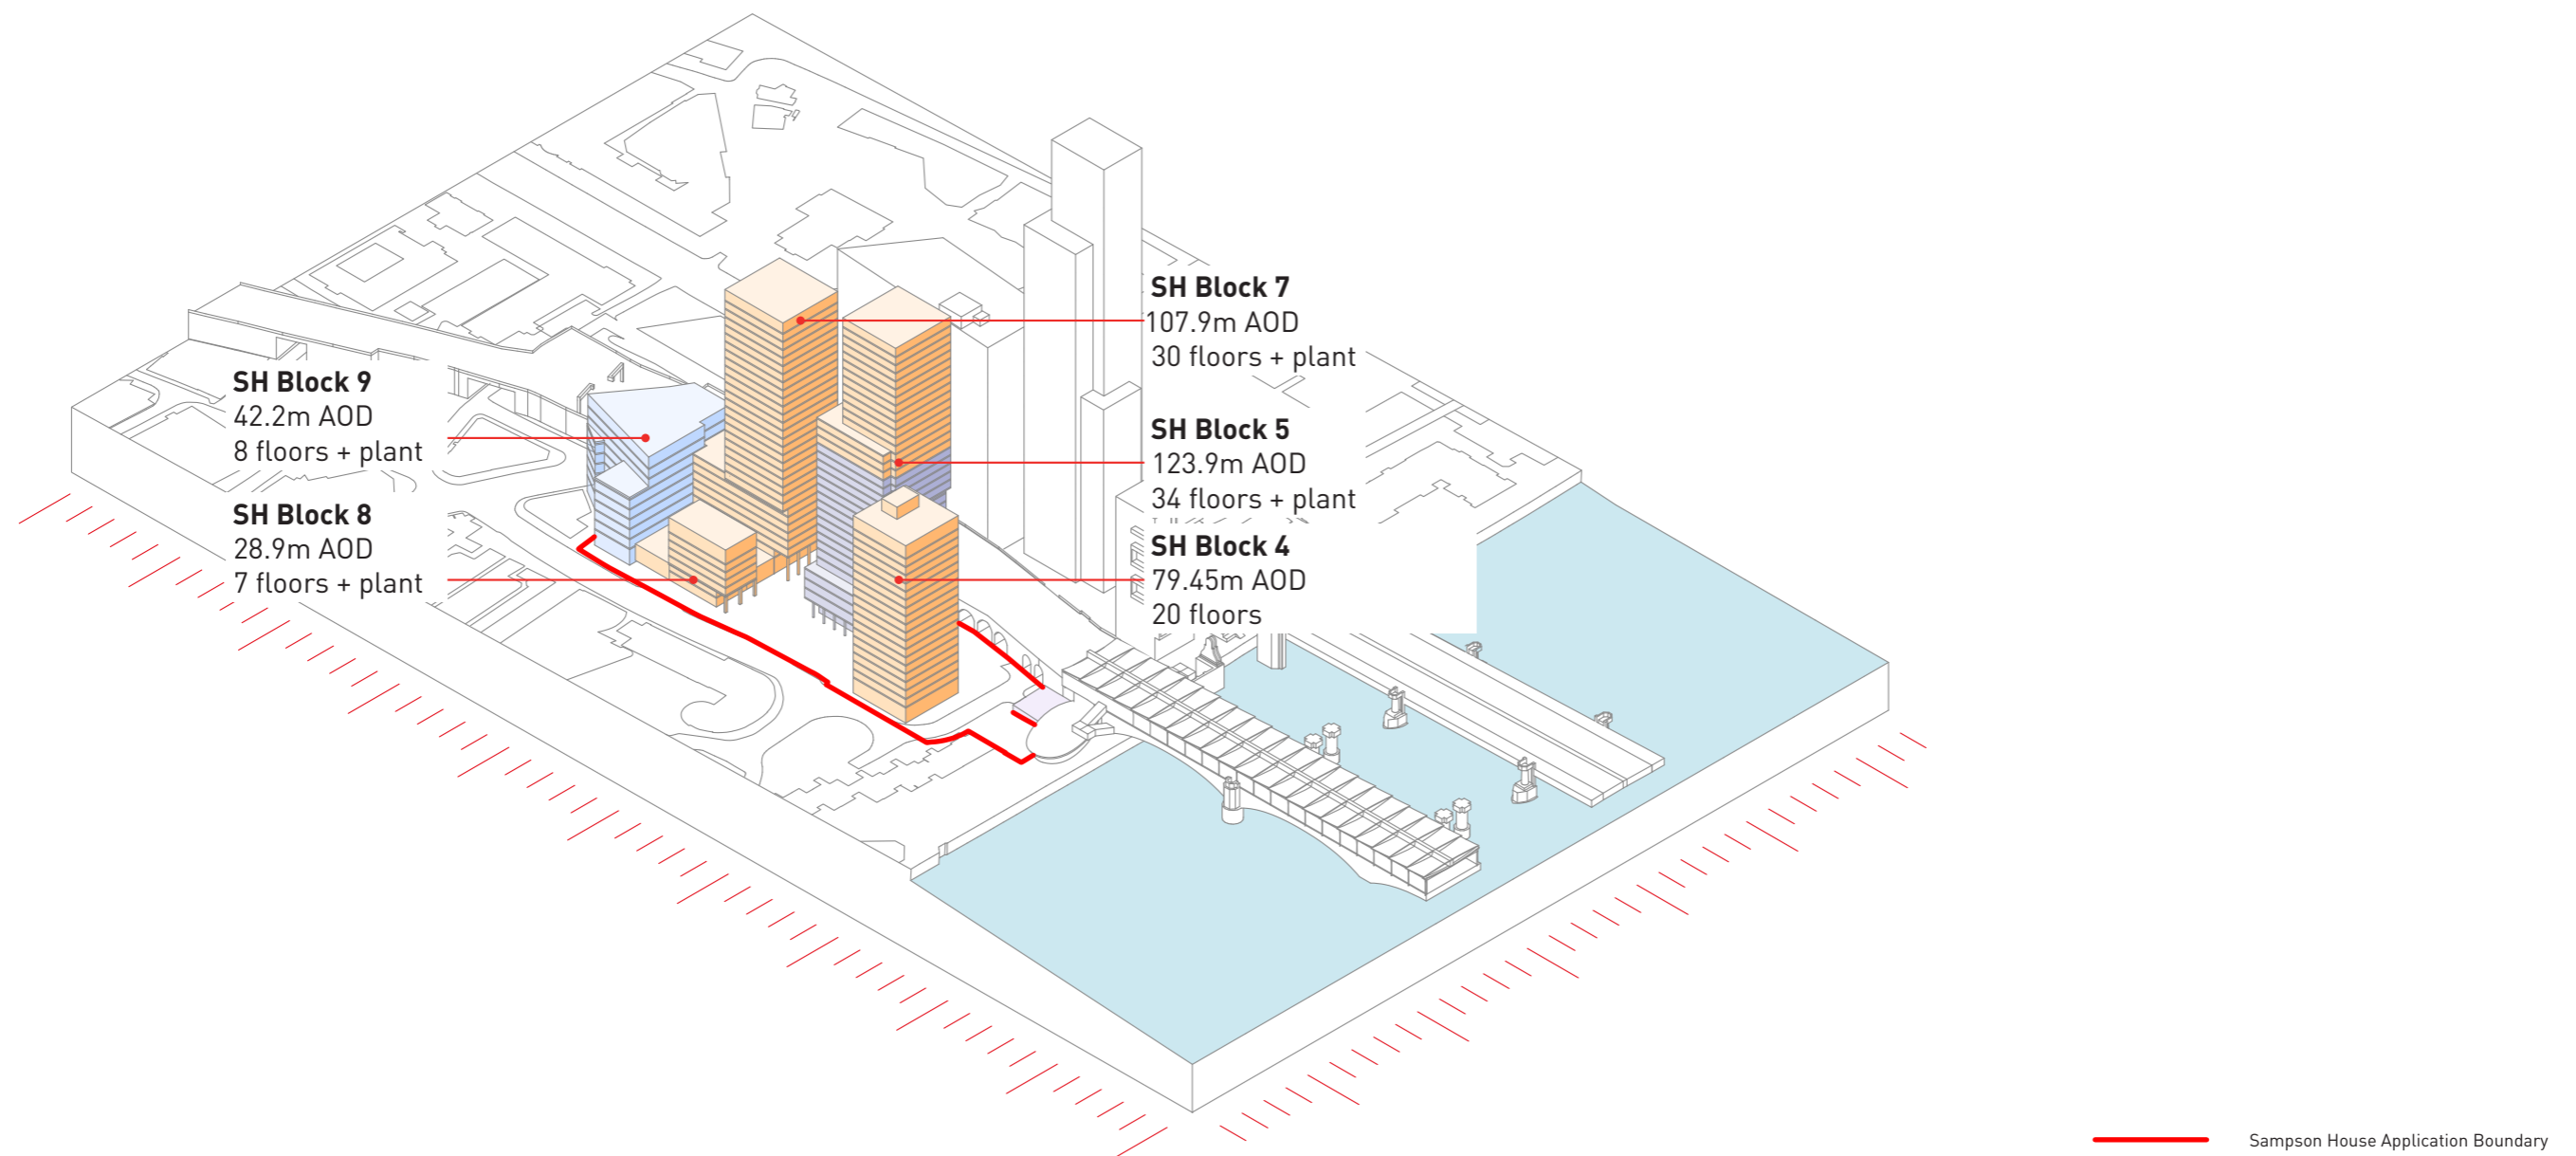 SH Block 7
107.9m AOD
30 floors + plant
SH Block 9
42.2m AOD
8 floors + plant
SH Block 5
123.9m AOD
34 floors + plant
SH Block 8
28.9m AOD
7 floors + plant
SH Block 4
79.45m AOD
20 floors
Sampson House Application Boundary